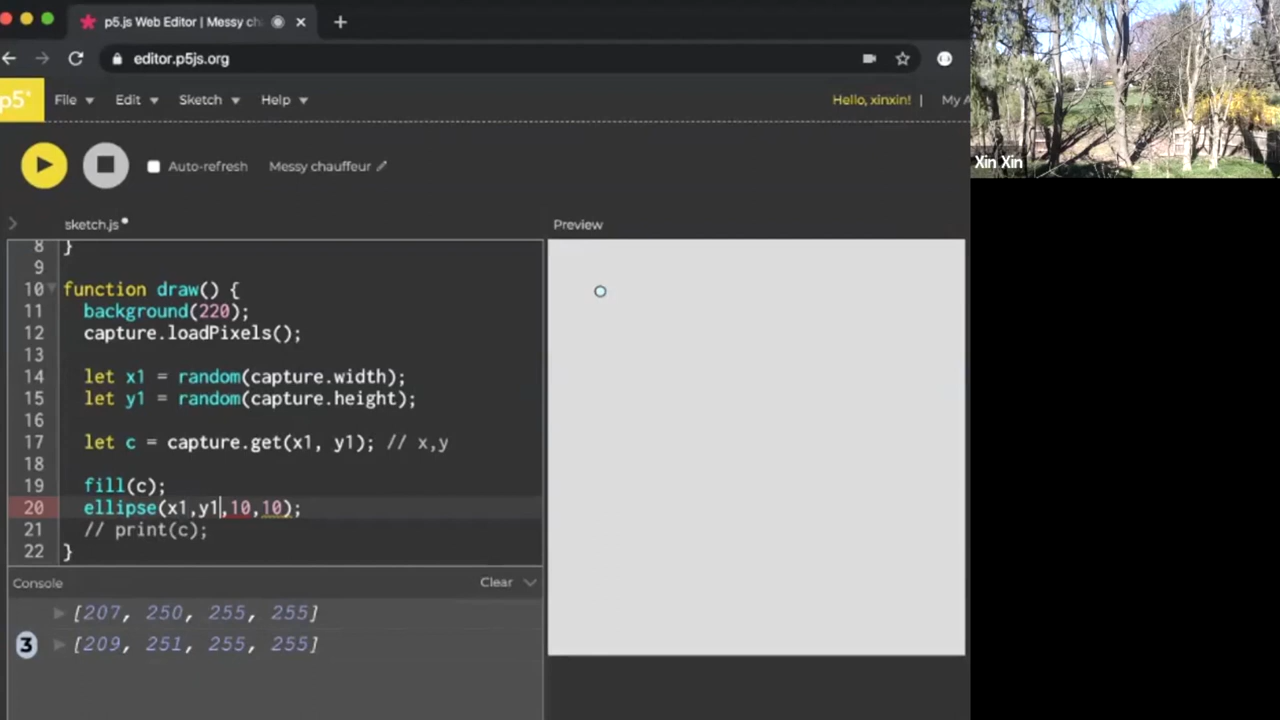 p5.js Web Editor | Messy ch
editor.p5js.org
p5* File Edit Sketch Help Hello, xinxin! | My A
Auto-refresh Messy chauffeur
sketch.js Preview
8 }
9
10 function draw() {
11 background(220);
12 capture.loadPixels();
13
14 let x1 = random(capture.width);
15 let y1 = random(capture.height);
16
17 let c = capture.get(x1, y1); // x,y
18
19 fill(c);
20 ellipse(x1,y1,10,10);
21 // print(c);
22 }
Console Clear
[207, 250, 255, 255]
3 [209, 251, 255, 255]
Xin Xin